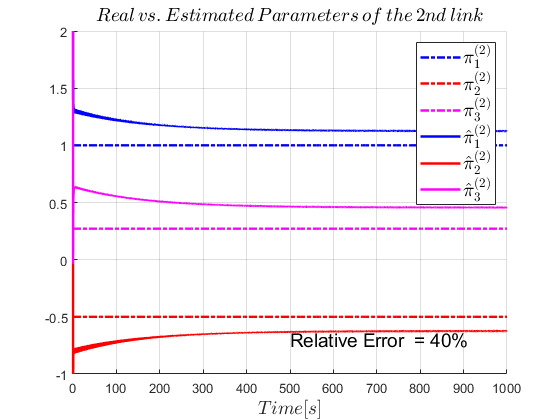 Real vs. Estimated Parameters of the 2nd link
2
1.5
1
0.5
0
-0.5
-1
π₁⁽²⁾
π₂⁽²⁾
π₃⁽²⁾
π̂₁⁽²⁾
π̂₂⁽²⁾
π̂₃⁽²⁾
Relative Error = 40%
0 100 200 300 400 500 600 700 800 900 1000
Time[s]